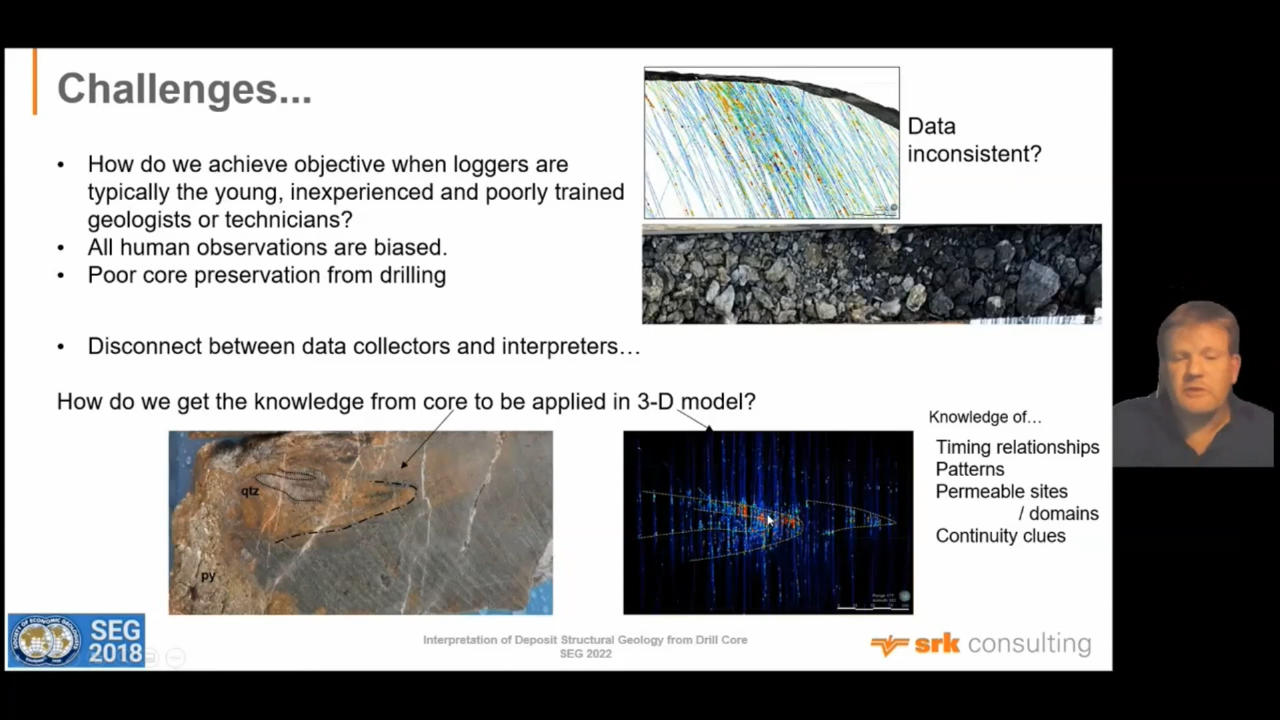 Challenges...
Data
inconsistent?
• How do we achieve objective when loggers are
typically the young, inexperienced and poorly trained
geologists or technicians?
• All human observations are biased.
• Poor core preservation from drilling
• Disconnect between data collectors and interpreters…
How do we get the knowledge from core to be applied in 3-D model?
Knowledge of…
Timing relationships
Patterns
Permeable sites
/ domains
Continuity clues
qtz
py
SEG
2018
Interpretation of Deposit Structural Geology from Drill Core
SEG 2022
srk consulting